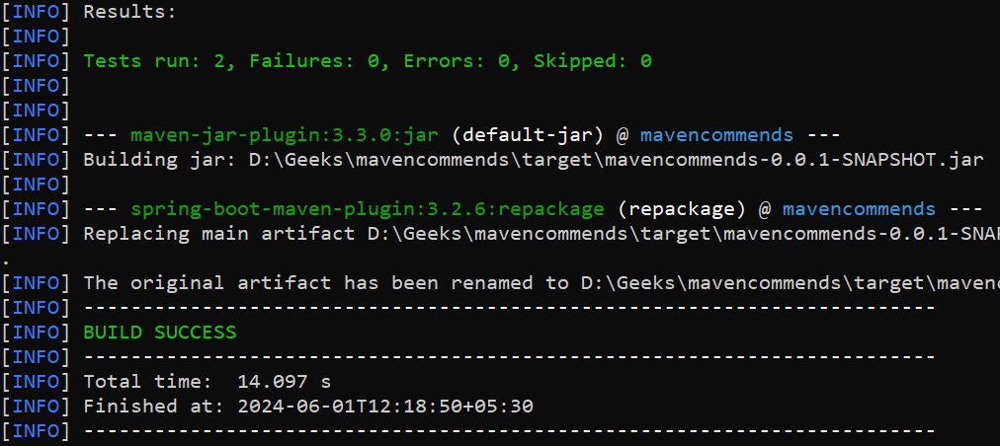 [INFO] Results:
[INFO]
[INFO] Tests run: 2, Failures: 0, Errors: 0, Skipped: 0
[INFO]
[INFO]
[INFO] --- maven-jar-plugin:3.3.0:jar (default-jar) @ mavencommends ---
[INFO] Building jar: D:\Geeks\mavencommends\target\mavencommends-0.0.1-SNAPSHOT.jar
[INFO]
[INFO] --- spring-boot-maven-plugin:3.2.6:repackage (repackage) @ mavencommends ---
[INFO] Replacing main artifact D:\Geeks\mavencommends\target\mavencommends-0.0.1-SNAP
.
[INFO] The original artifact has been renamed to D:\Geeks\mavencommends\target\mavenc
[INFO] ------------------------------------------------------------------------
[INFO] BUILD SUCCESS
[INFO] ------------------------------------------------------------------------
[INFO] Total time:  14.097 s
[INFO] Finished at: 2024-06-01T12:18:50+05:30
[INFO] ------------------------------------------------------------------------